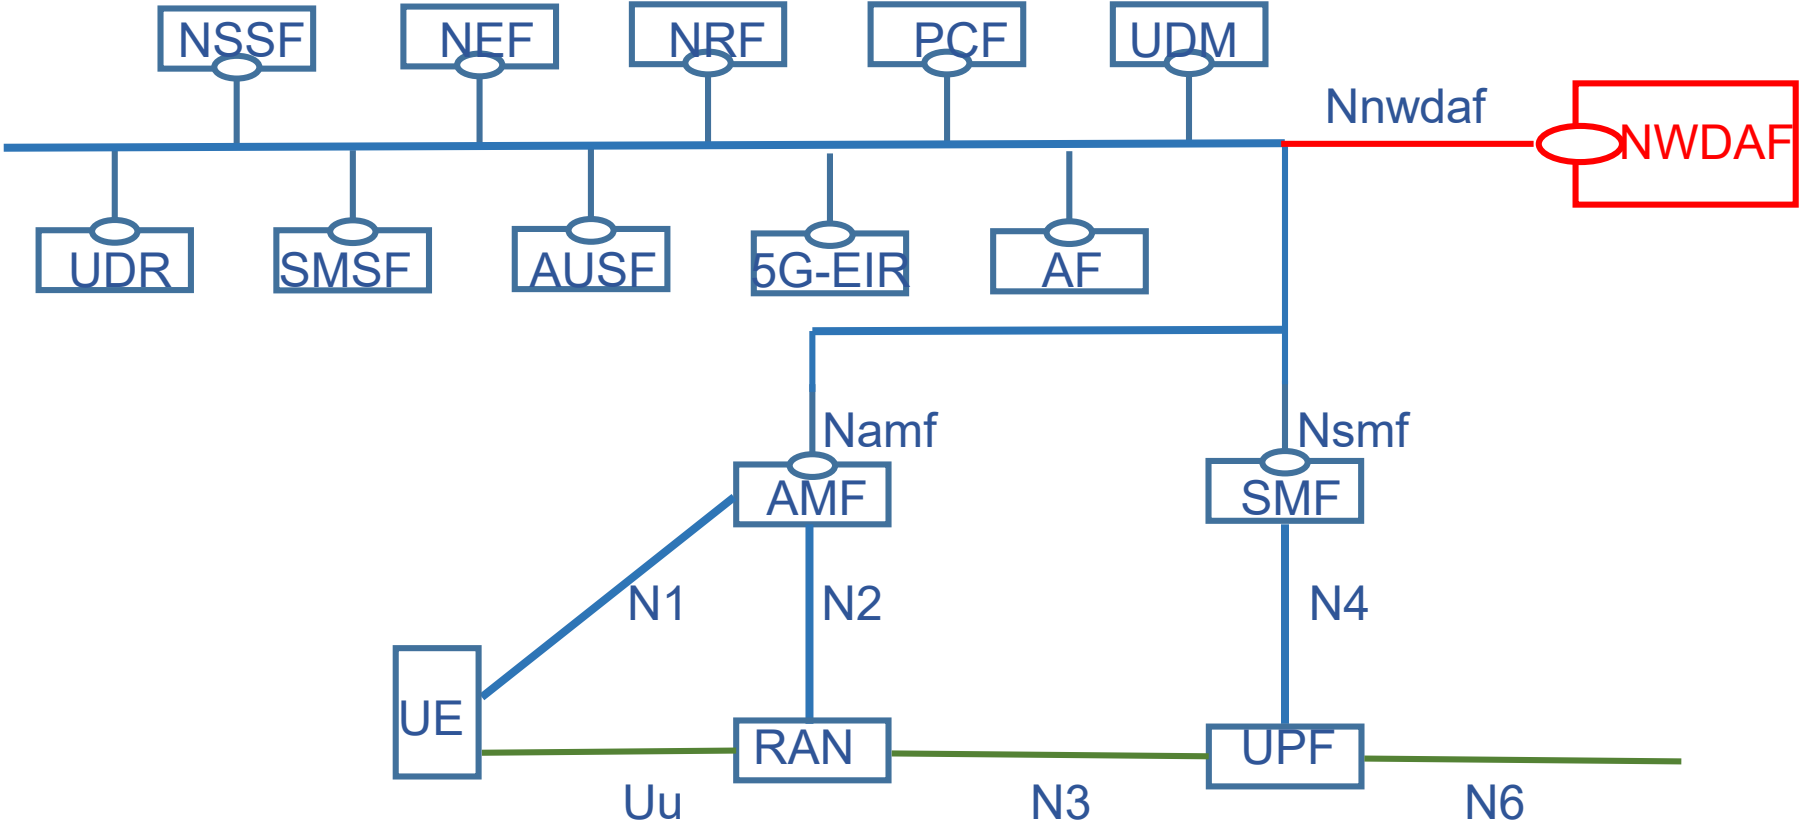 NSSF
NEF
NRF
PCF
UDM
Nnwdaf
NWDAF
UDR
SMSF
AUSF
5G-EIR
AF
Namf
Nsmf
AMF
SMF
N1
N2
N4
UE
RAN
UPF
Uu
N3
N6